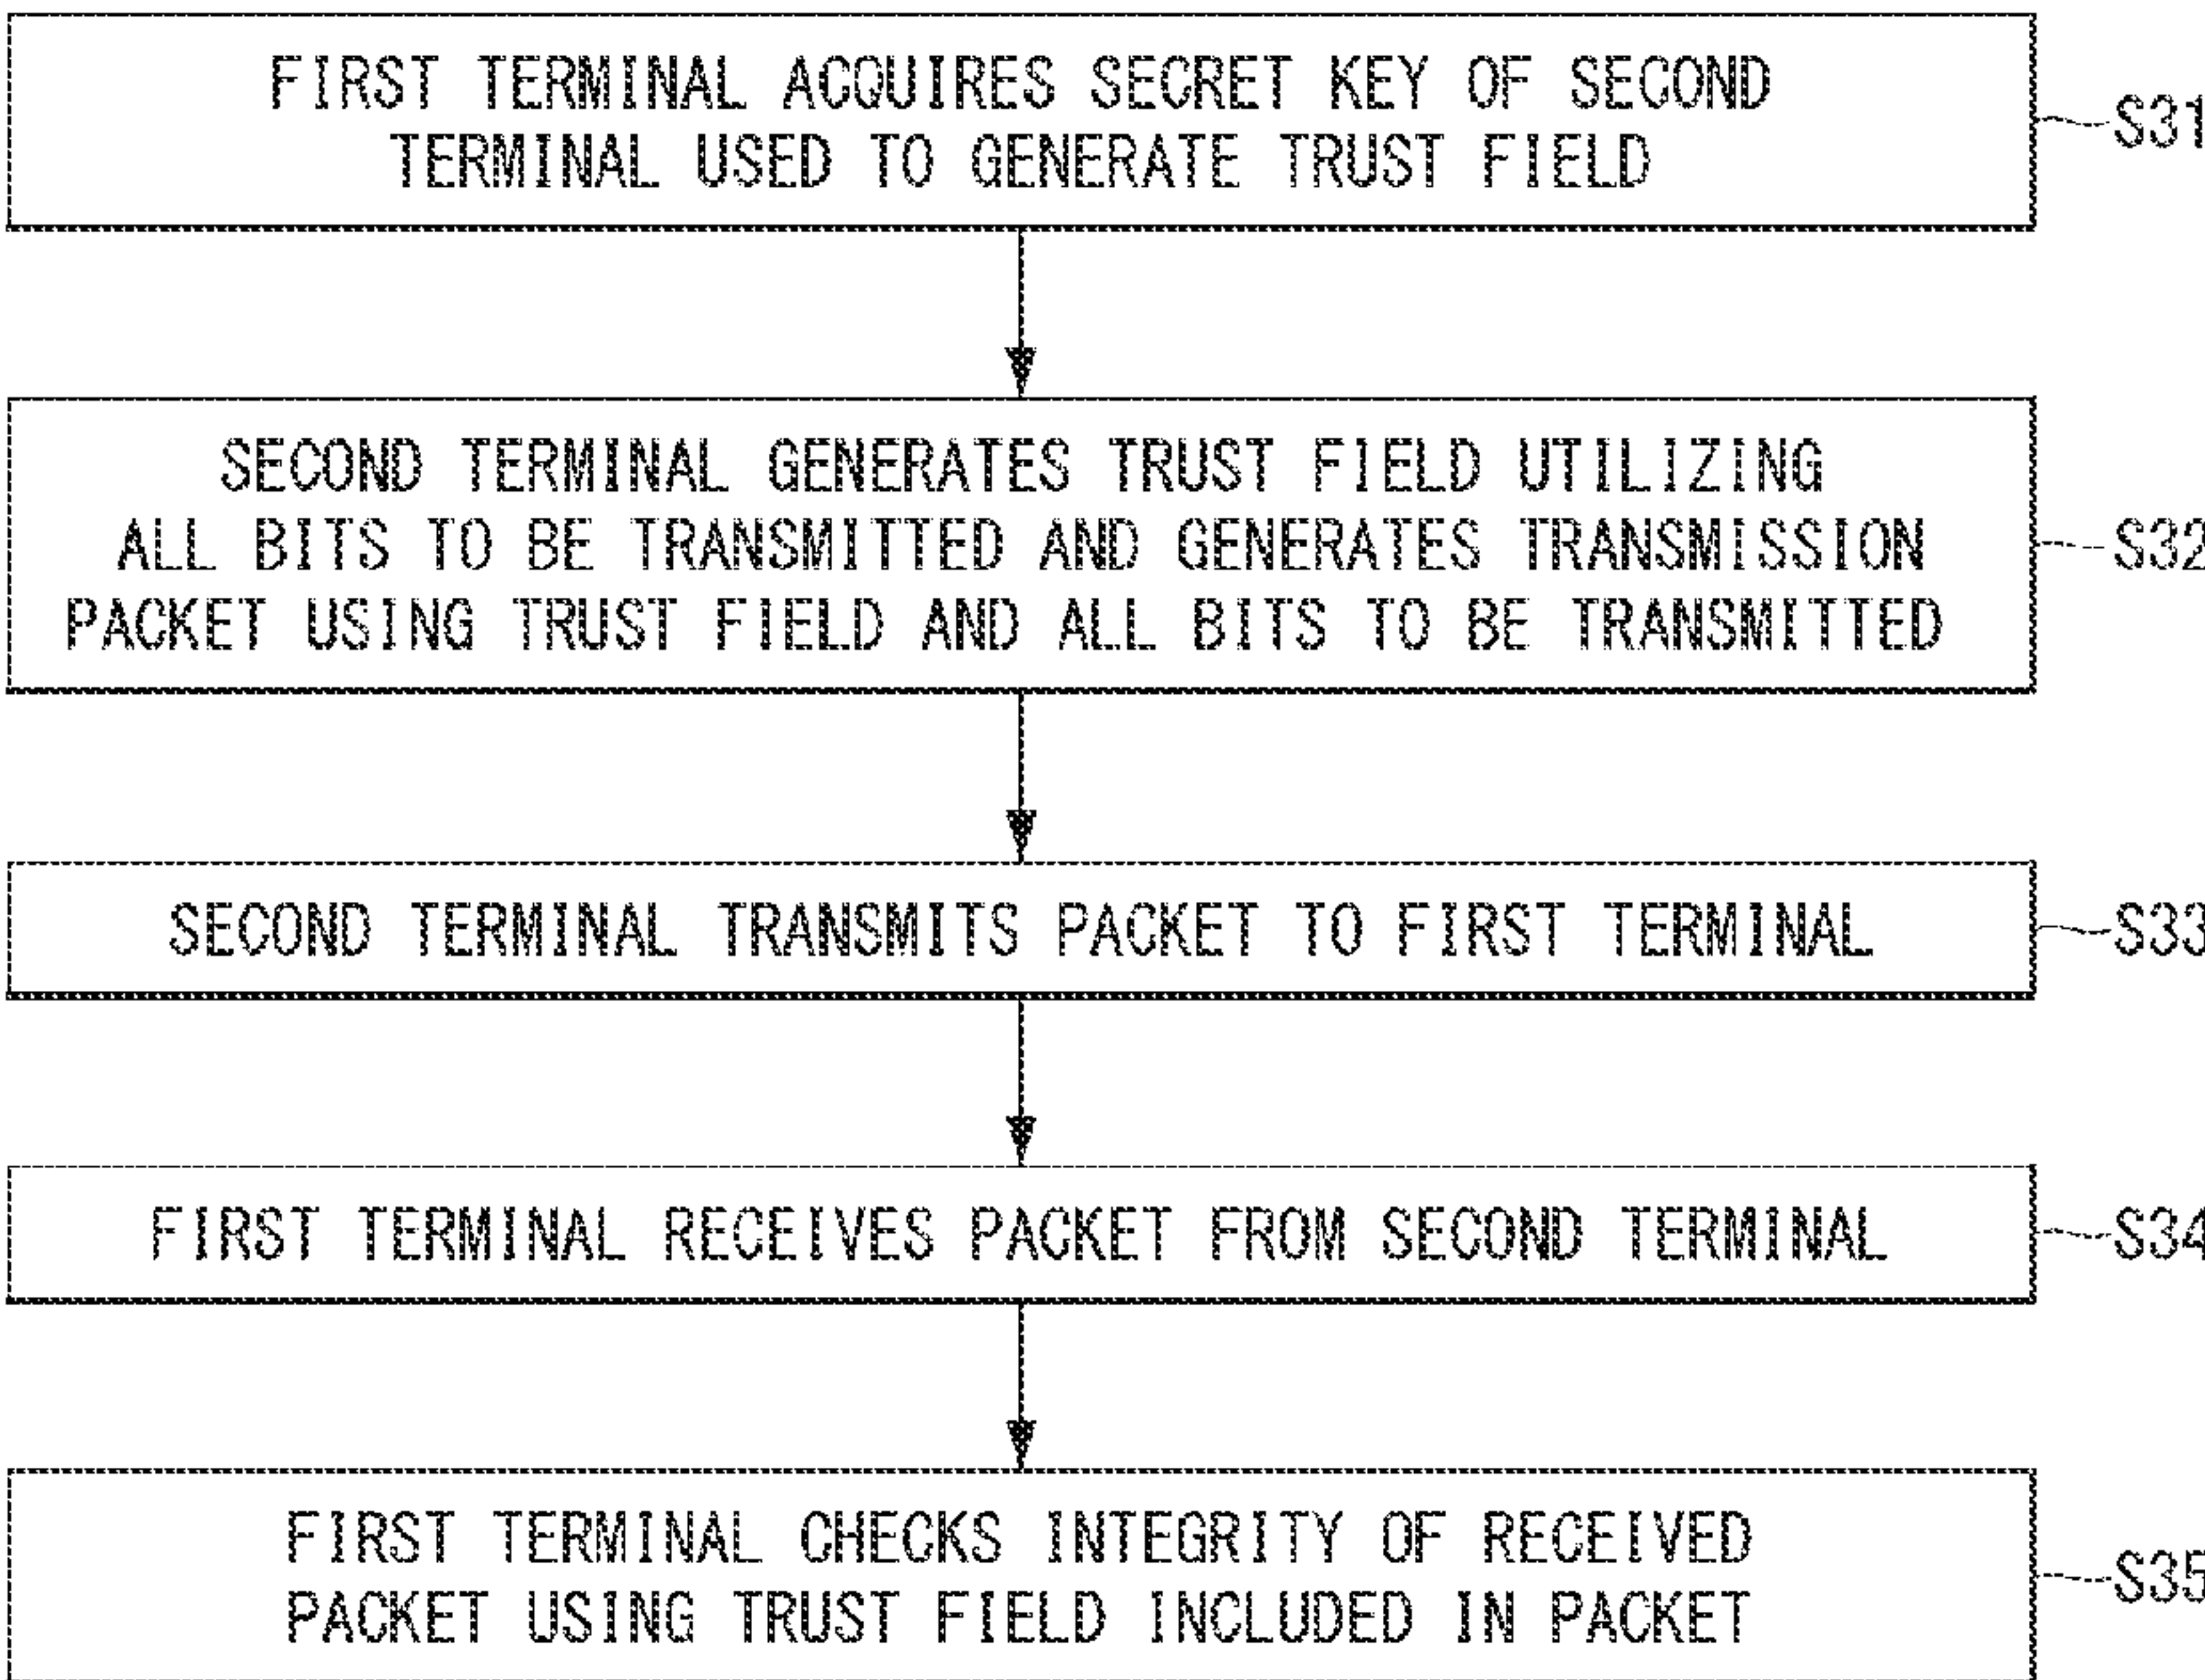 FIRST TERMINAL ACQUIRES SECRET KEY OF SECOND
TERMINAL USED TO GENERATE TRUST FIELD
S31
SECOND TERMINAL GENERATES TRUST FIELD UTILIZING
ALL BITS TO BE TRANSMITTED AND GENERATES TRANSMISSION
PACKET USING TRUST FIELD AND ALL BITS TO BE TRANSMITTED
S32
SECOND TERMINAL TRANSMITS PACKET TO FIRST TERMINAL
S33
FIRST TERMINAL RECEIVES PACKET FROM SECOND TERMINAL
S34
FIRST TERMINAL CHECKS INTEGRITY OF RECEIVED
PACKET USING TRUST FIELD INCLUDED IN PACKET
S35